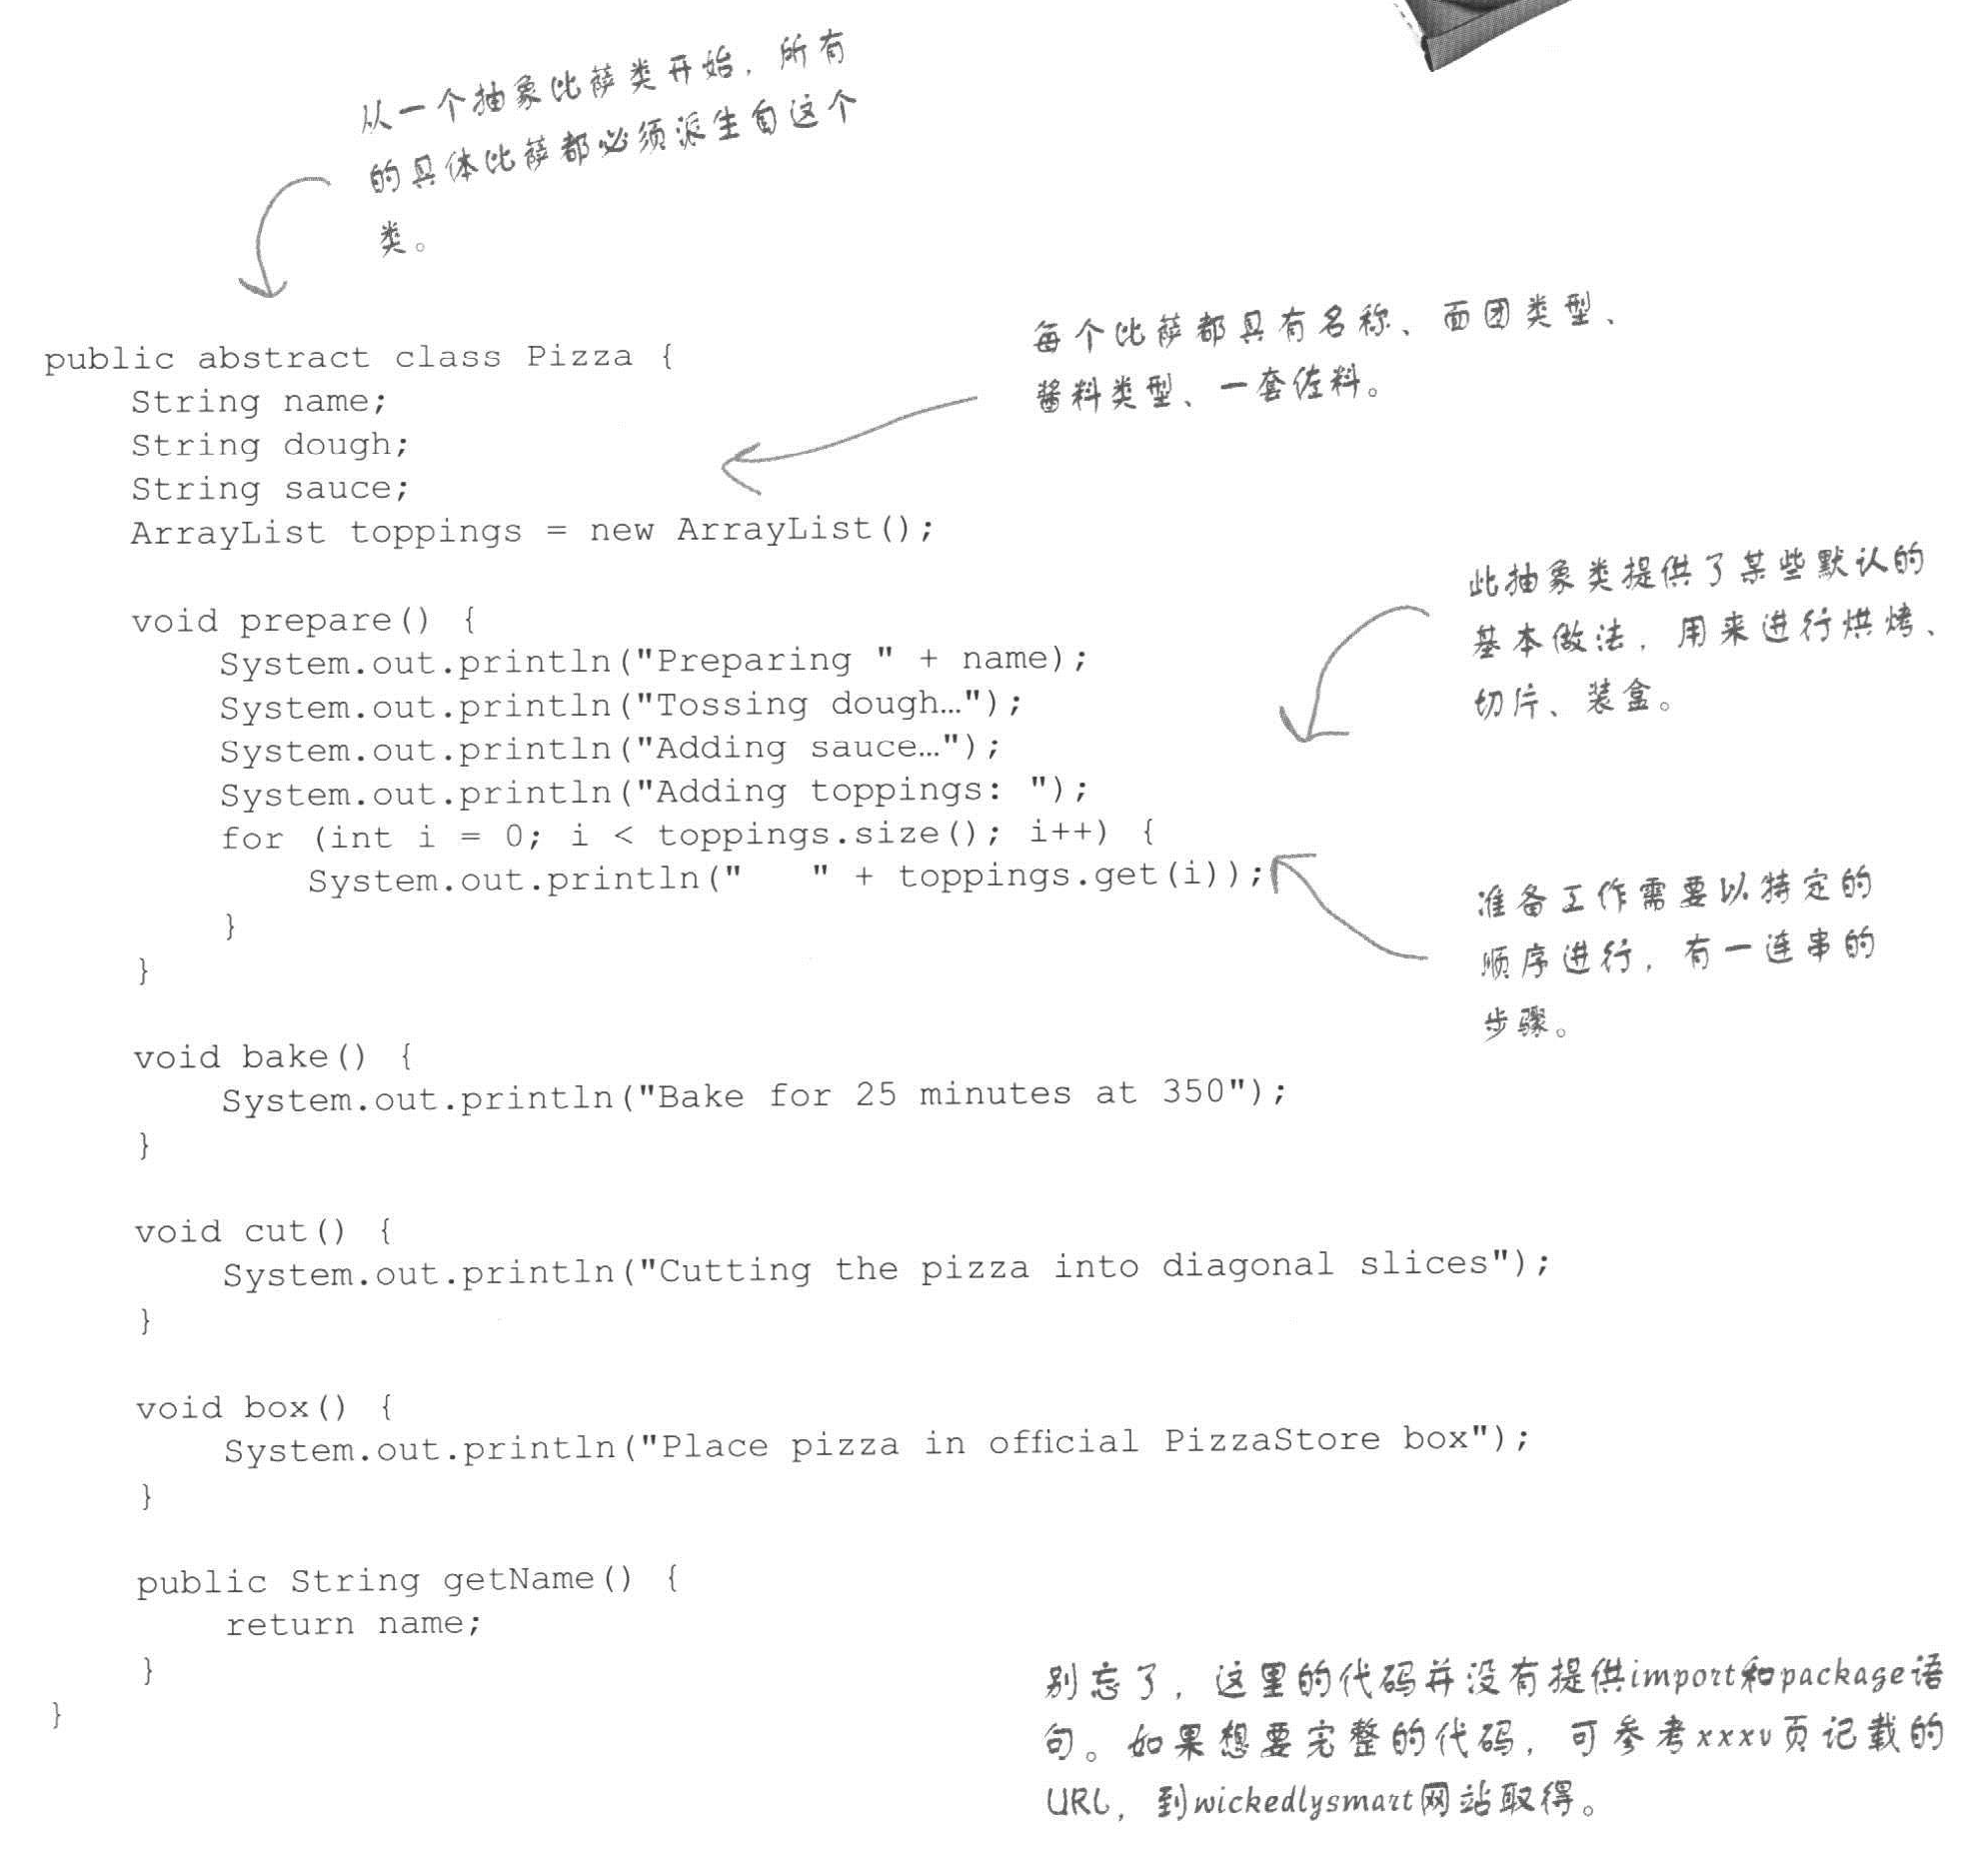 从一个抽象比萨类开始，所有
的具体比萨都必须派生自这个
类。
每个比萨都具有名称、面团类型、
酱料类型、一套佐料。
public abstract class Pizza {
String name;
String dough;
String sauce;
ArrayList toppings = new ArrayList();
此抽象类提供了某些默认的
基本做法，用来进行烘烤、
切片、装盒。
void prepare() {
System.out.println("Preparing " + name);
System.out.println("Tossing dough…");
System.out.println("Adding sauce…");
System.out.println("Adding toppings: ");
for (int i = 0; i < toppings.size(); i++) {
System.out.println("   " + toppings.get(i));
}
}
准备工作需要以特定的
顺序进行，有一连串的
步骤。
void bake() {
System.out.println("Bake for 25 minutes at 350");
}
void cut() {
System.out.println("Cutting the pizza into diagonal slices");
}
void box() {
System.out.println("Place pizza in official PizzaStore box");
}
public String getName() {
return name;
}
}
别忘了，这里的代码并没有提供import和package语
句。如果想要完整的代码，可参考xxxv页记载的
URL，到wickedlysmart网站取得。